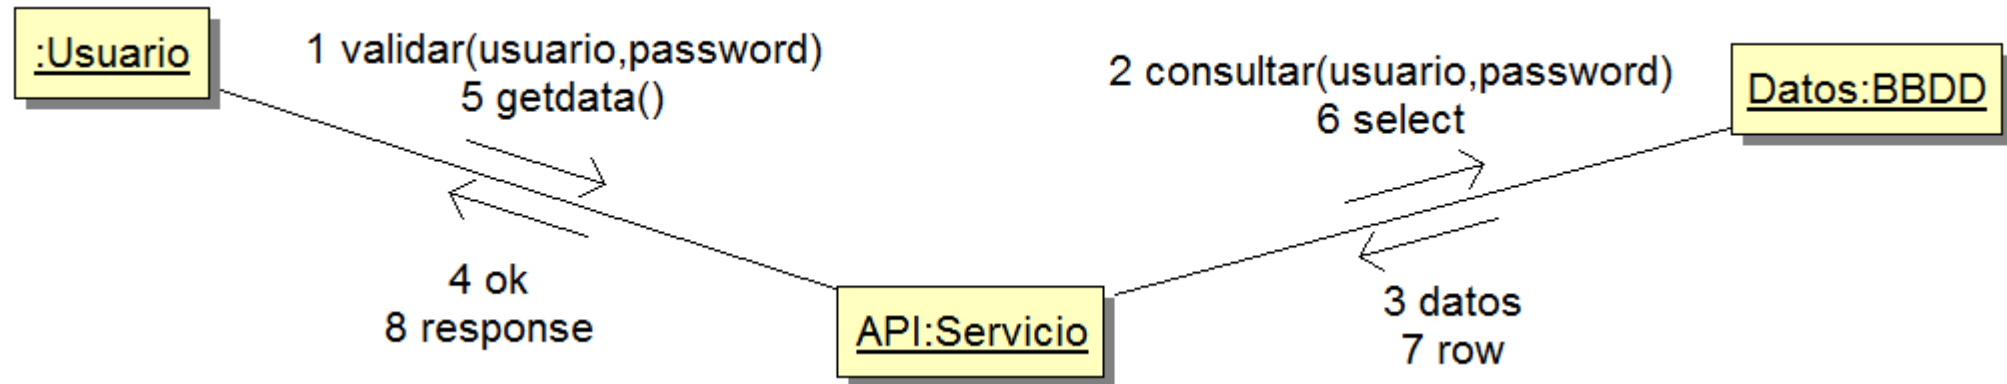 :Usuario
1 validar(usuario,password)
5 getdata()
2 consultar(usuario,password)
6 select
Datos:BBDD
4 ok
8 response
API:Servicio
3 datos
7 row